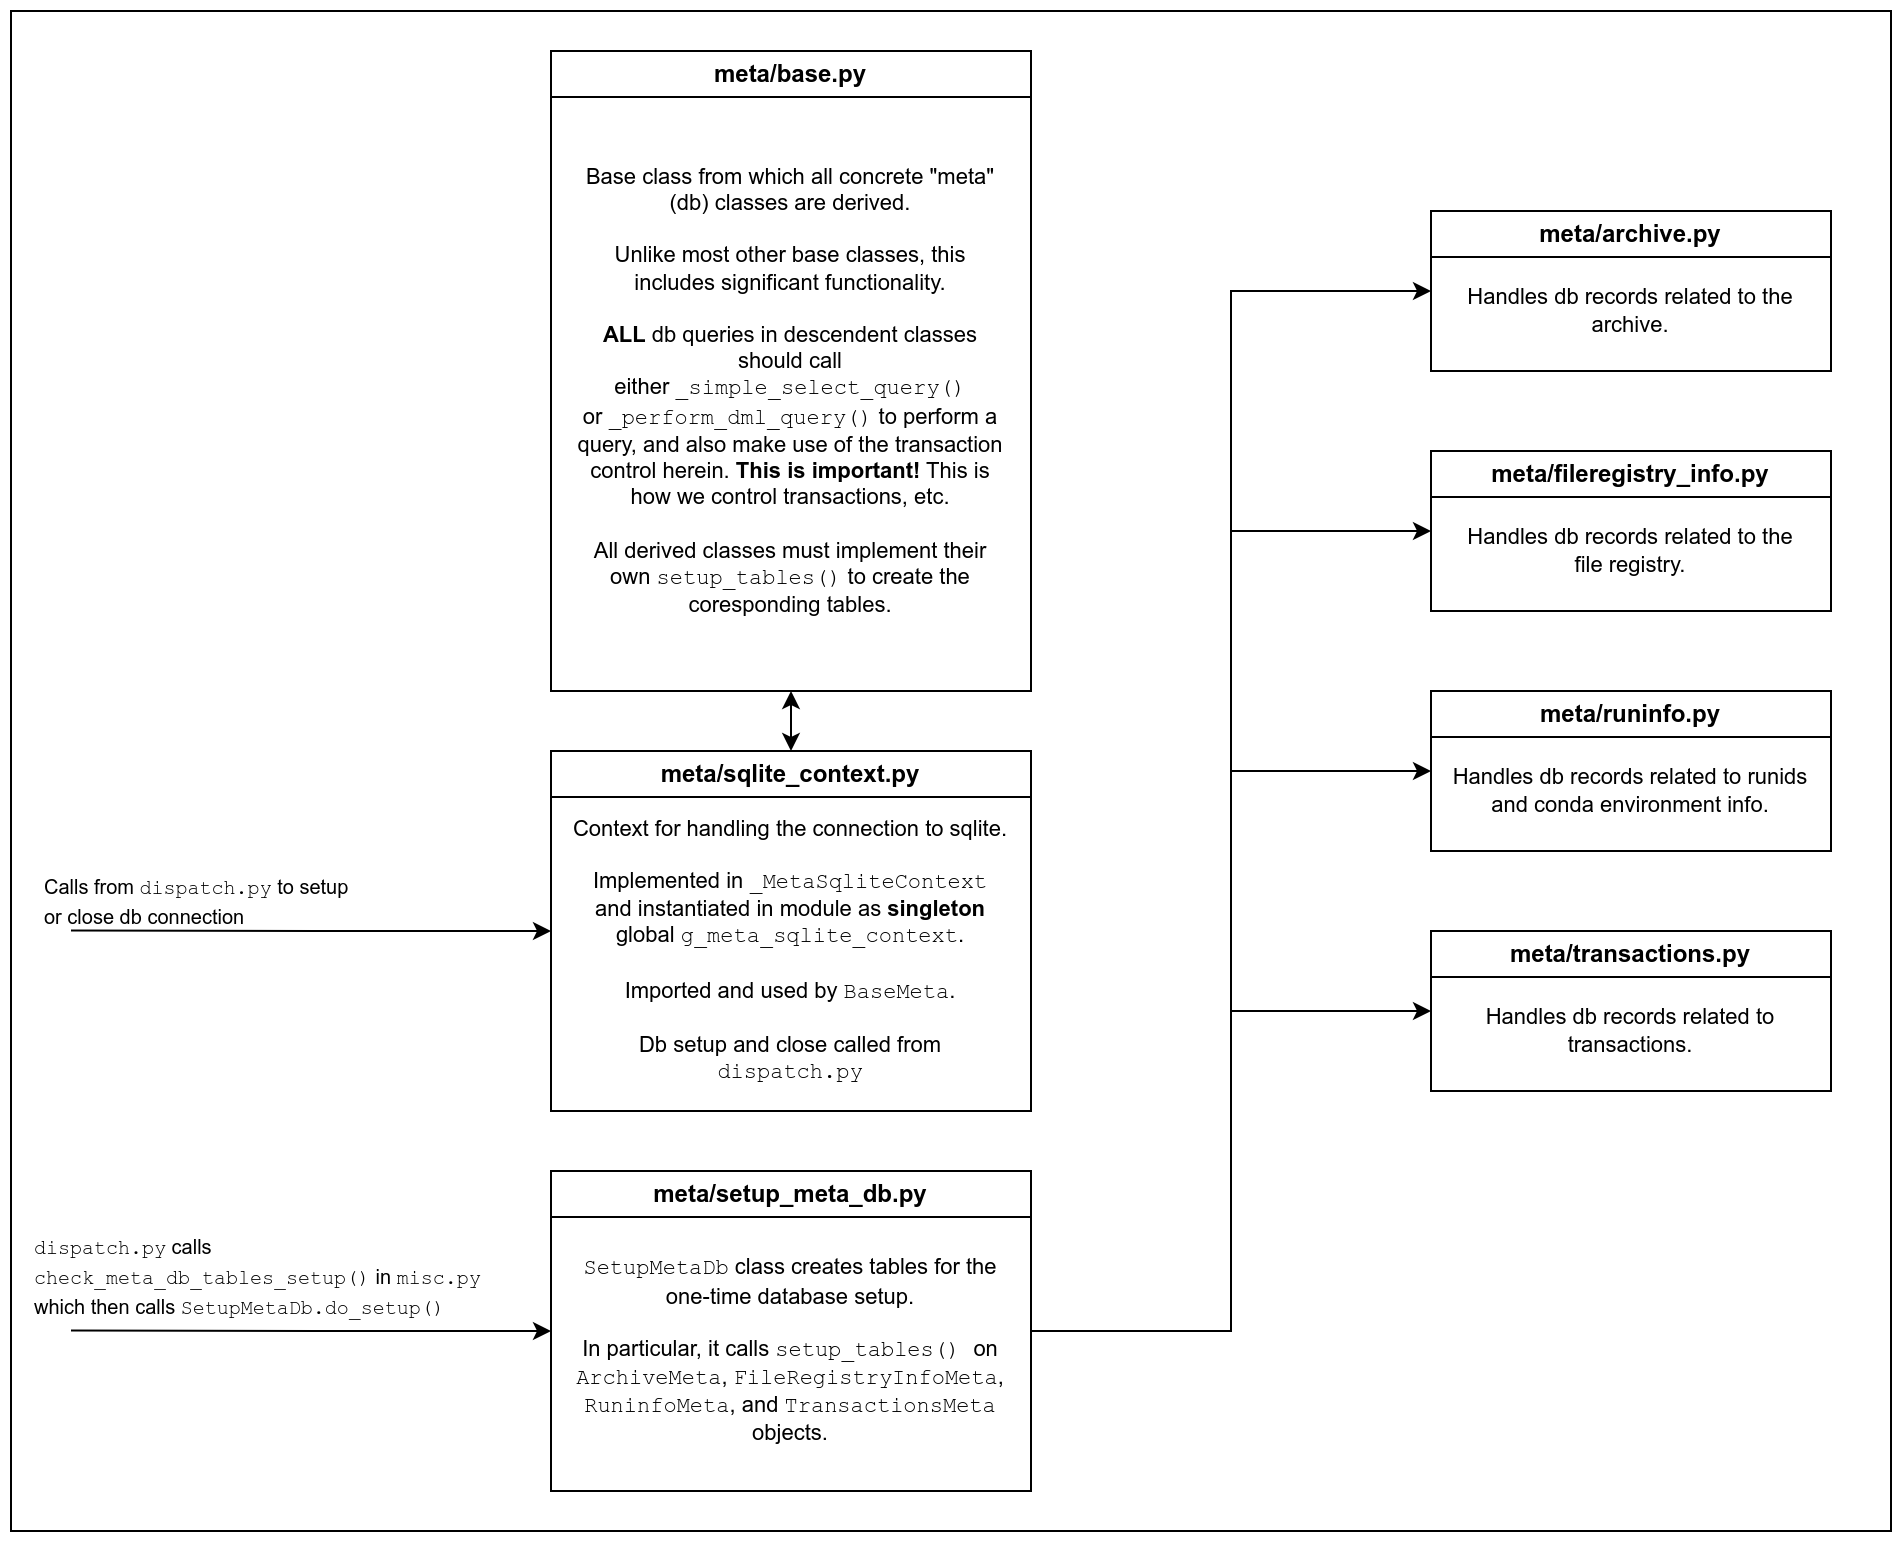 meta/base.py
Base class from which all concrete "meta"
(db) classes are derived.
Unlike most other base classes, this
includes significant functionality.
ALL db queries in descendent classes
should call
either _simple_select_query()
or _perform_dml_query() to perform a
query, and also make use of the transaction
control herein. This is important! This is
how we control transactions, etc.
All derived classes must implement their
own setup_tables() to create the
coresponding tables.
meta/sqlite_context.py
Context for handling the connection to sqlite.
Implemented in _MetaSqliteContext
and instantiated in module as singleton
global g_meta_sqlite_context.
Imported and used by BaseMeta.
Db setup and close called from
dispatch.py
Calls from dispatch.py to setup
or close db connection
meta/setup_meta_db.py
SetupMetaDb class creates tables for the
one-time database setup.
In particular, it calls setup_tables() on
ArchiveMeta, FileRegistryInfoMeta,
RuninfoMeta, and TransactionsMeta
objects.
dispatch.py calls
check_meta_db_tables_setup() in misc.py
which then calls SetupMetaDb.do_setup()
meta/archive.py
Handles db records related to the
archive.
meta/fileregistry_info.py
Handles db records related to the
file registry.
meta/runinfo.py
Handles db records related to runids
and conda environment info.
meta/transactions.py
Handles db records related to
transactions.